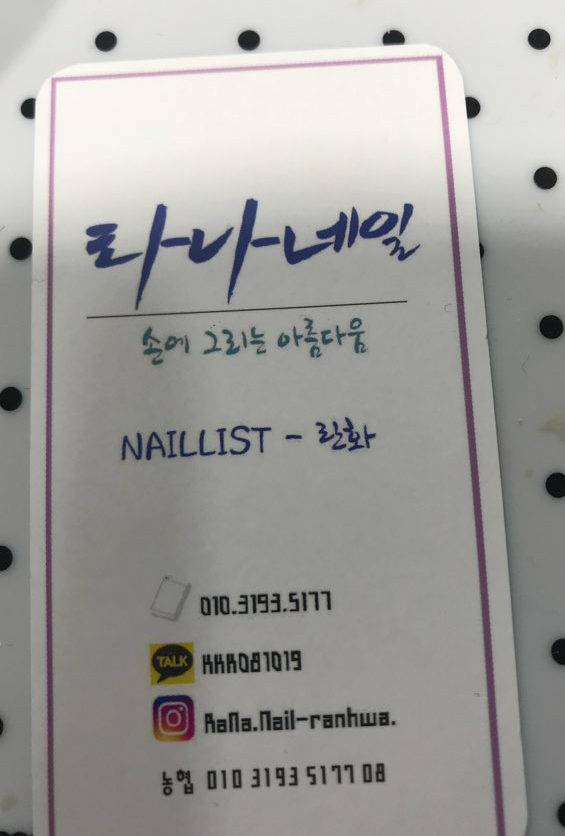 라나네일
손에 그리는 아름다움
NAILLIST - 란화
010.3193.5177
TALK KKK081019
RaNa.Nail-ranhwa.
농협 010 3193 5177 08